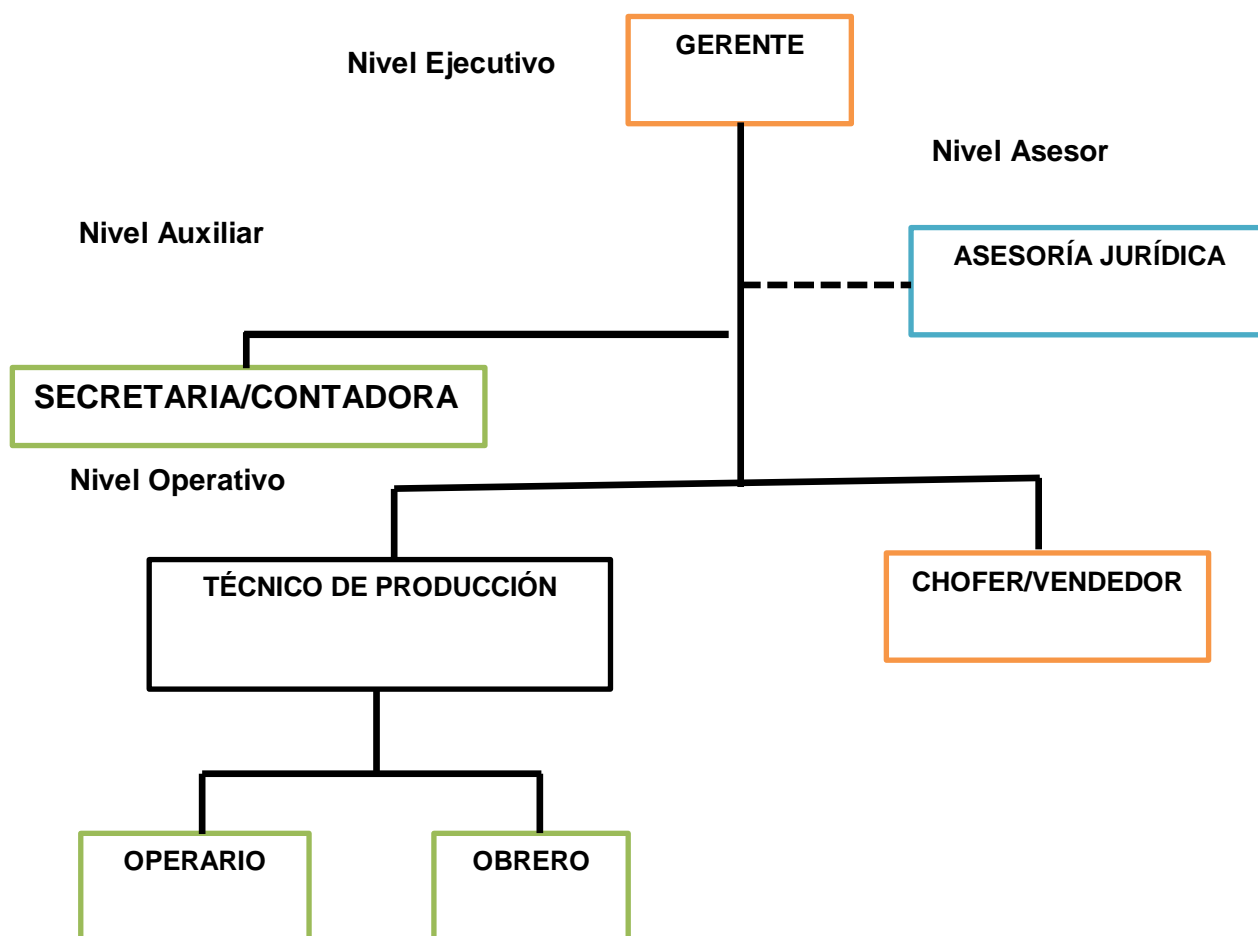 GERENTE
Nivel Ejecutivo
Nivel Asesor
Nivel Auxiliar
ASESORÍA JURÍDICA
SECRETARIA/CONTADORA
Nivel Operativo
TÉCNICO DE PRODUCCIÓN
CHOFER/VENDEDOR
OPERARIO
OBRERO